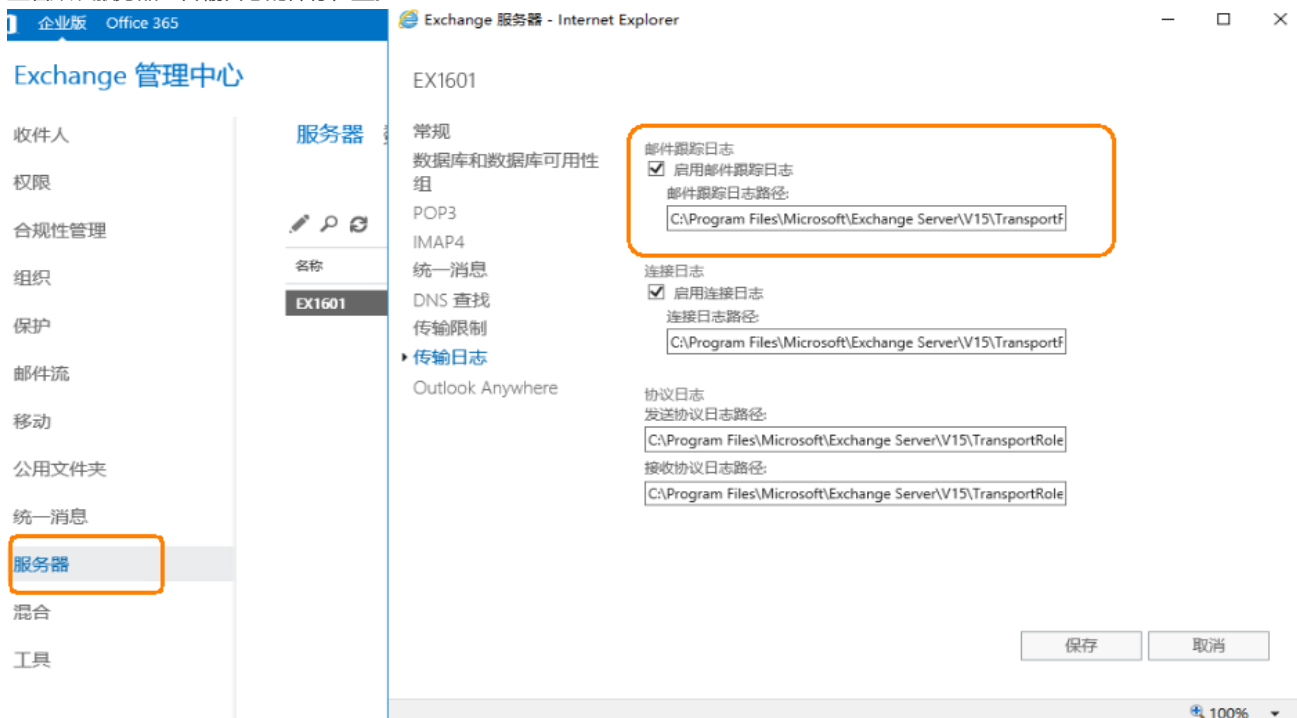 企业版 Office 365
Exchange 管理中心
收件人
权限
合规性管理
组织
保护
邮件流
移动
公用文件夹
统一消息
服务器
混合
工具
服务器
名称
EX1601
Exchange 服务器 - Internet Explorer
EX1601
常规
数据库和数据库可用性
组
POP3
IMAP4
统一消息
DNS 查找
传输限制
传输日志
Outlook Anywhere
邮件跟踪日志
启用邮件跟踪日志
邮件跟踪日志路径:
C:\Program Files\Microsoft\Exchange Server\V15\TransportF
连接日志
启用连接日志
连接日志路径:
C:\Program Files\Microsoft\Exchange Server\V15\TransportF
协议日志
发送协议日志路径:
C:\Program Files\Microsoft\Exchange Server\V15\TransportRole
接收协议日志路径:
C:\Program Files\Microsoft\Exchange Server\V15\TransportRole
保存
取消
100%